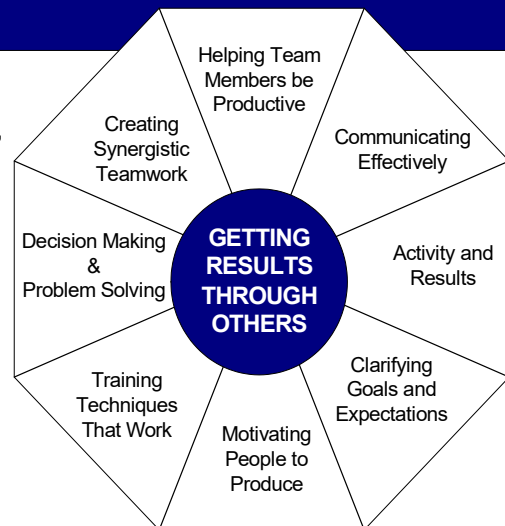 Helping Team
Members be
Productive
Communicating
Effectively
Activity and
Results
Clarifying
Goals and
Expectations
Motivating
People to
Produce
Training
Techniques
That Work
Decision Making
&
Problem Solving
Creating
Synergistic
Teamwork
GETTING
RESULTS
THROUGH
OTHERS